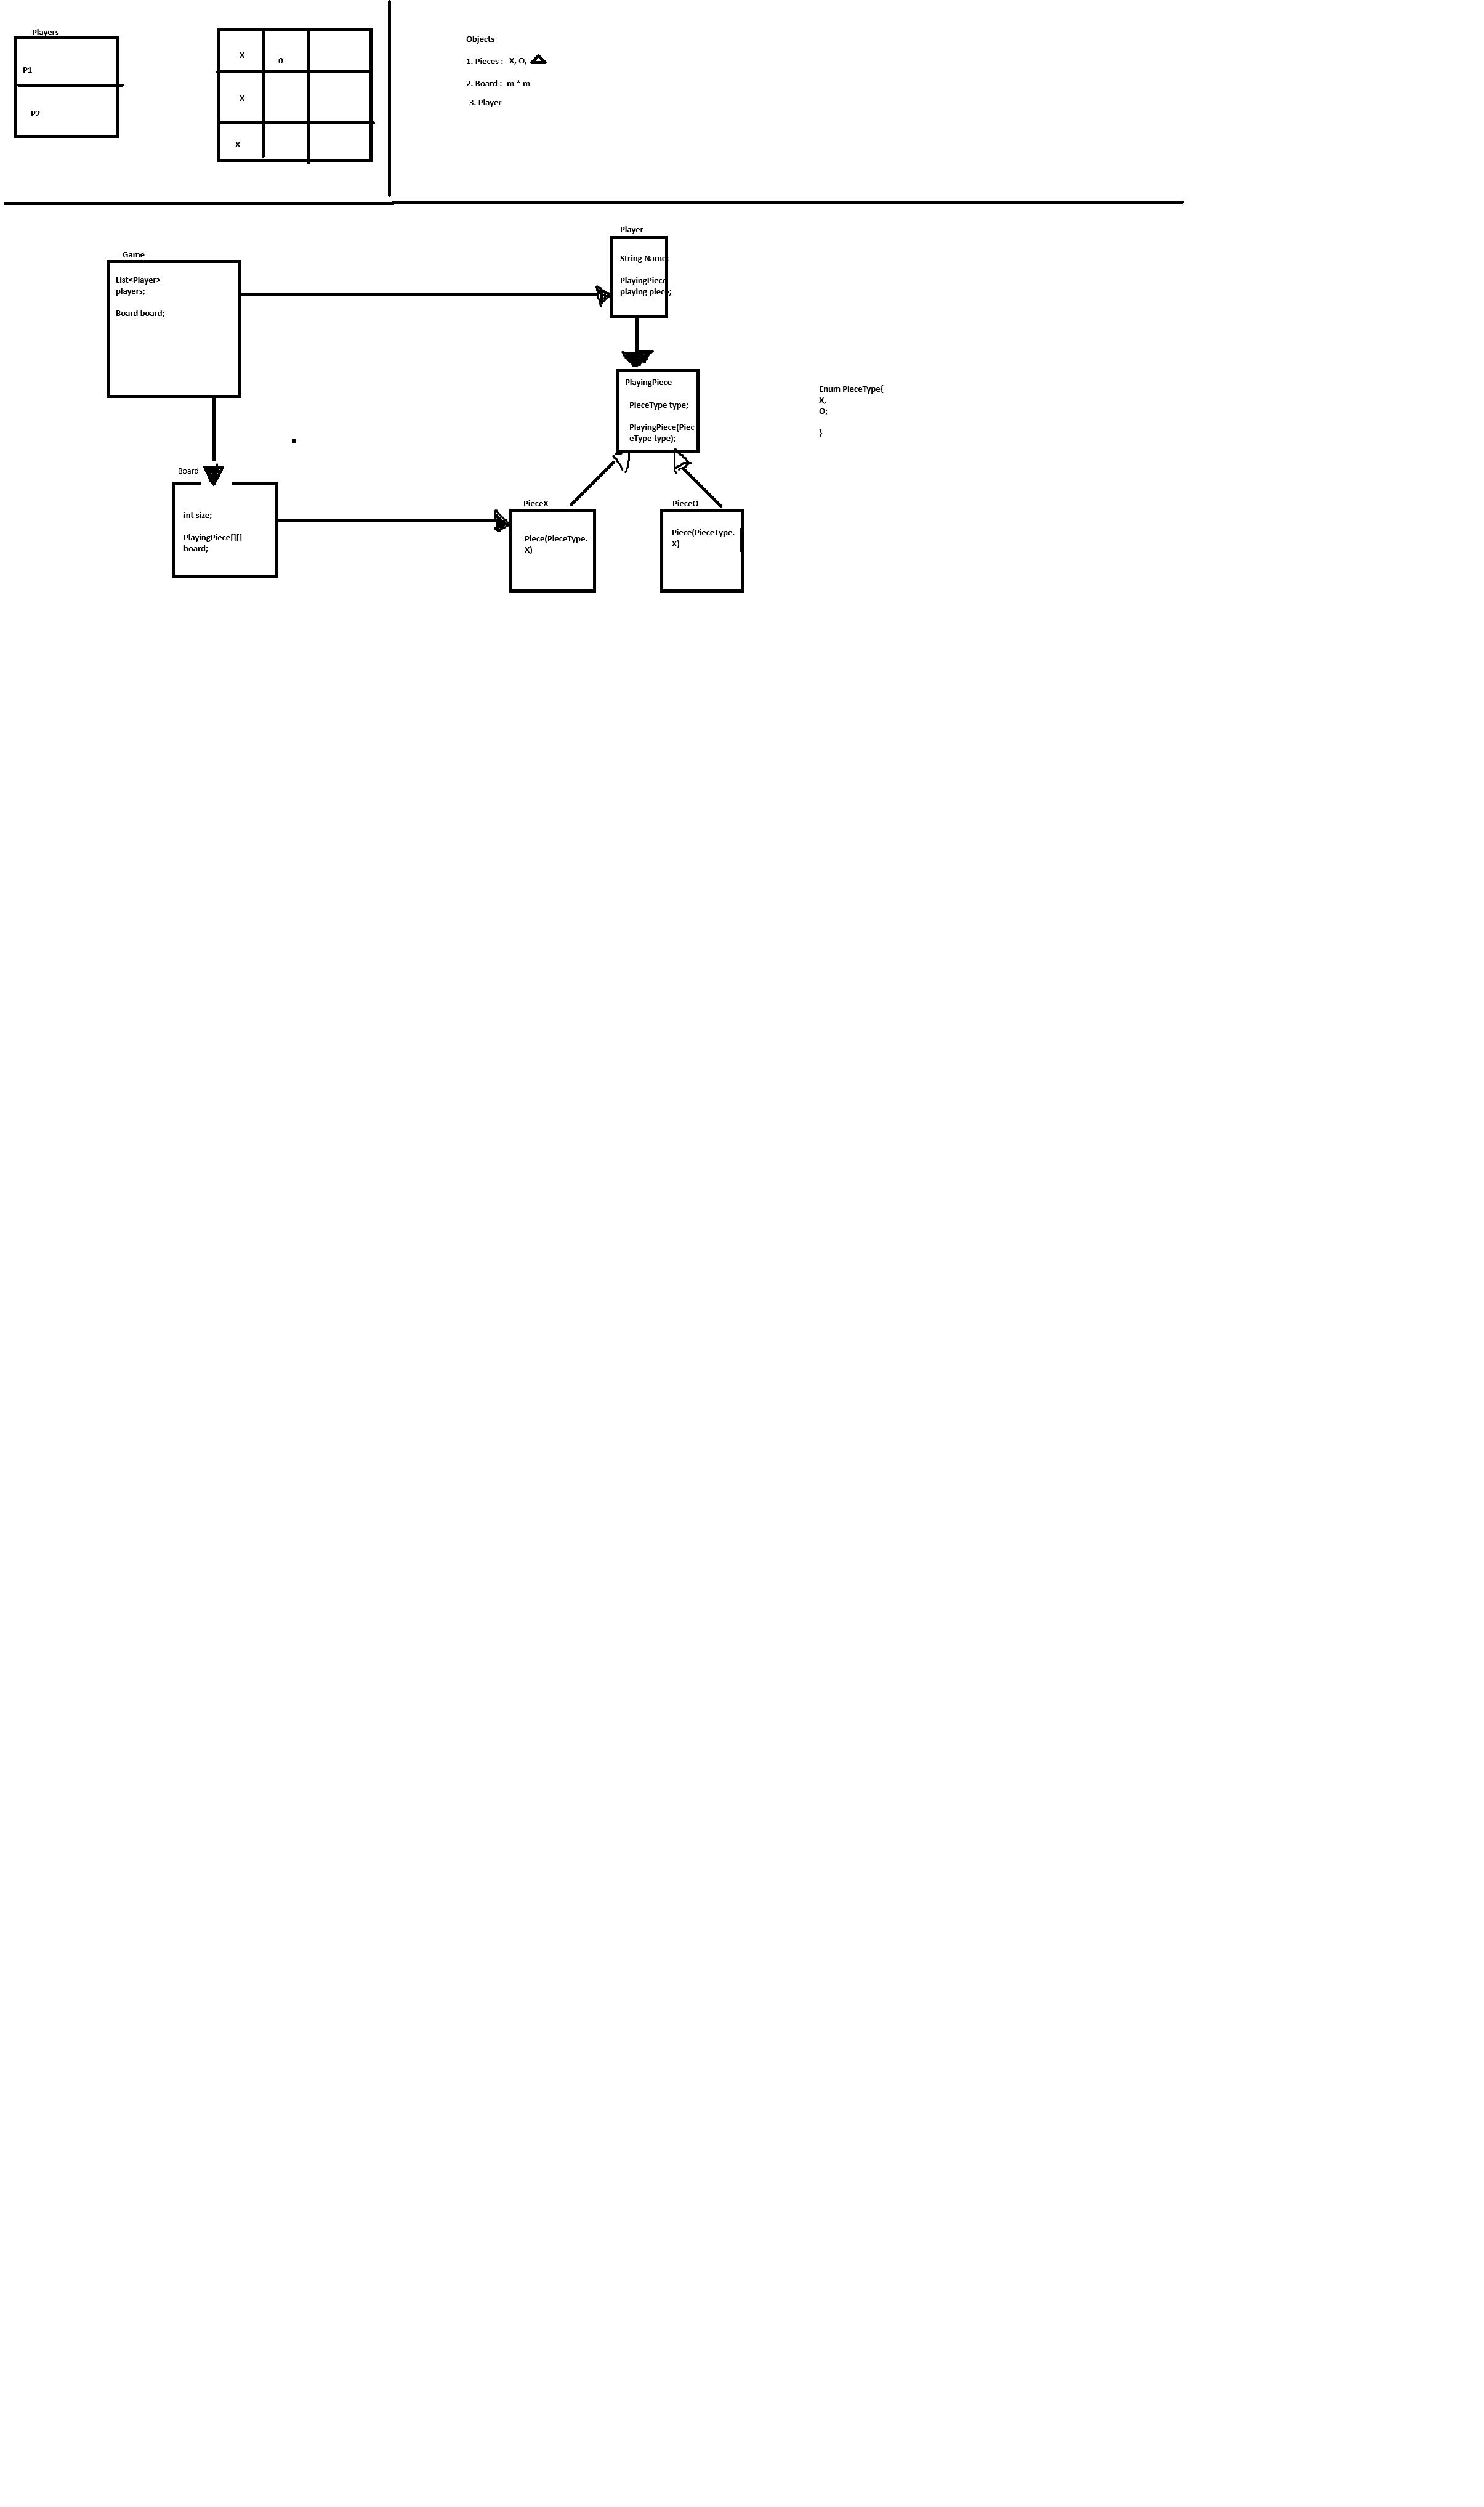 Players
P1
P2
X
0
X
X
Objects
1. Pieces :- X, O,
2. Board :- m * m
3. Player
Game
List<Player>
players;
Board board;
Player
String Name;
PlayingPiece
playing piece;
PlayingPiece
PieceType type;
PlayingPiece(Piec
eType type);
Enum PieceType{
X,
O;
}
Board
int size;
PlayingPiece[][]
board;
PieceX
Piece(PieceType.
X)
PieceO
Piece(PieceType.
X)